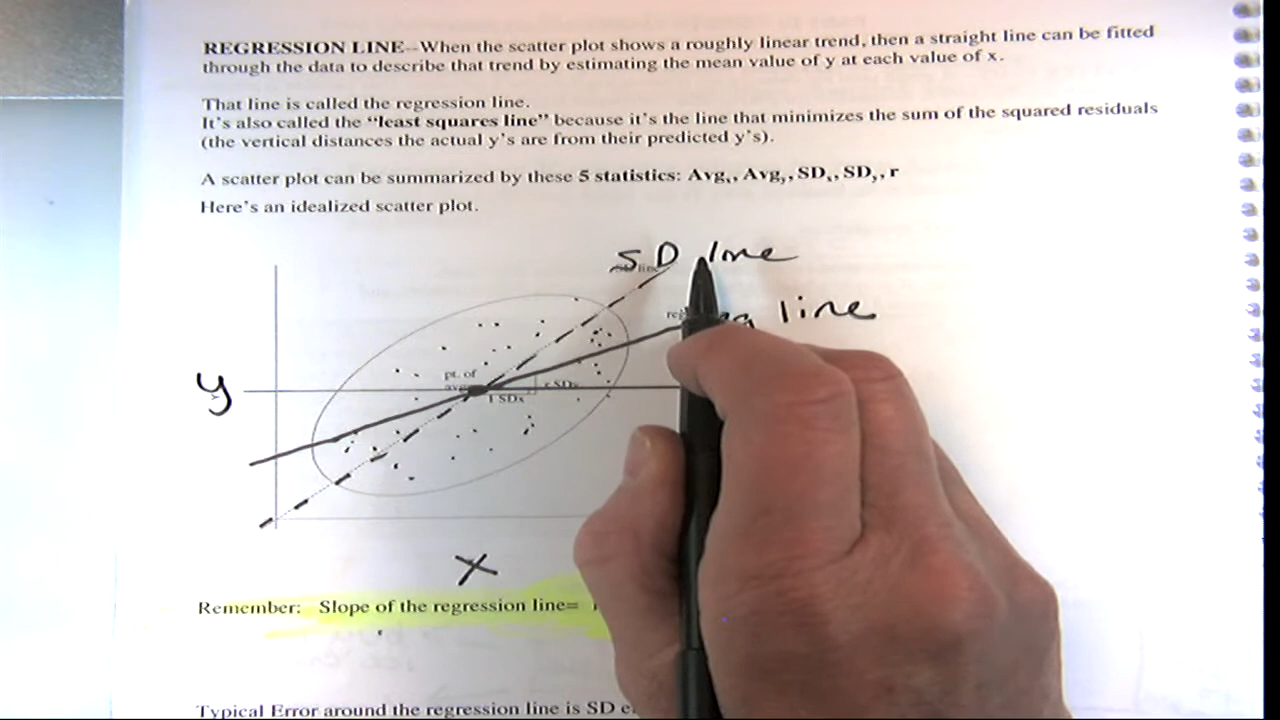 REGRESSION LINE--When the scatter plot shows a roughly linear trend, then a straight line can be fitted
through the data to describe that trend by estimating the mean value of y at each value of x.
That line is called the regression line.
It's also called the "least squares line" because it's the line that minimizes the sum of the squared residuals
(the vertical distances the actual y's are from their predicted y's).
A scatter plot can be summarized by these 5 statistics: Avgₓ, Avgᵧ, SDₓ, SDᵧ, r
Here's an idealized scatter plot.
SD line
line
line
y
pt. of
1 SDx
x
Remember: Slope of the regression line=
Typical Error around the regression line is SD